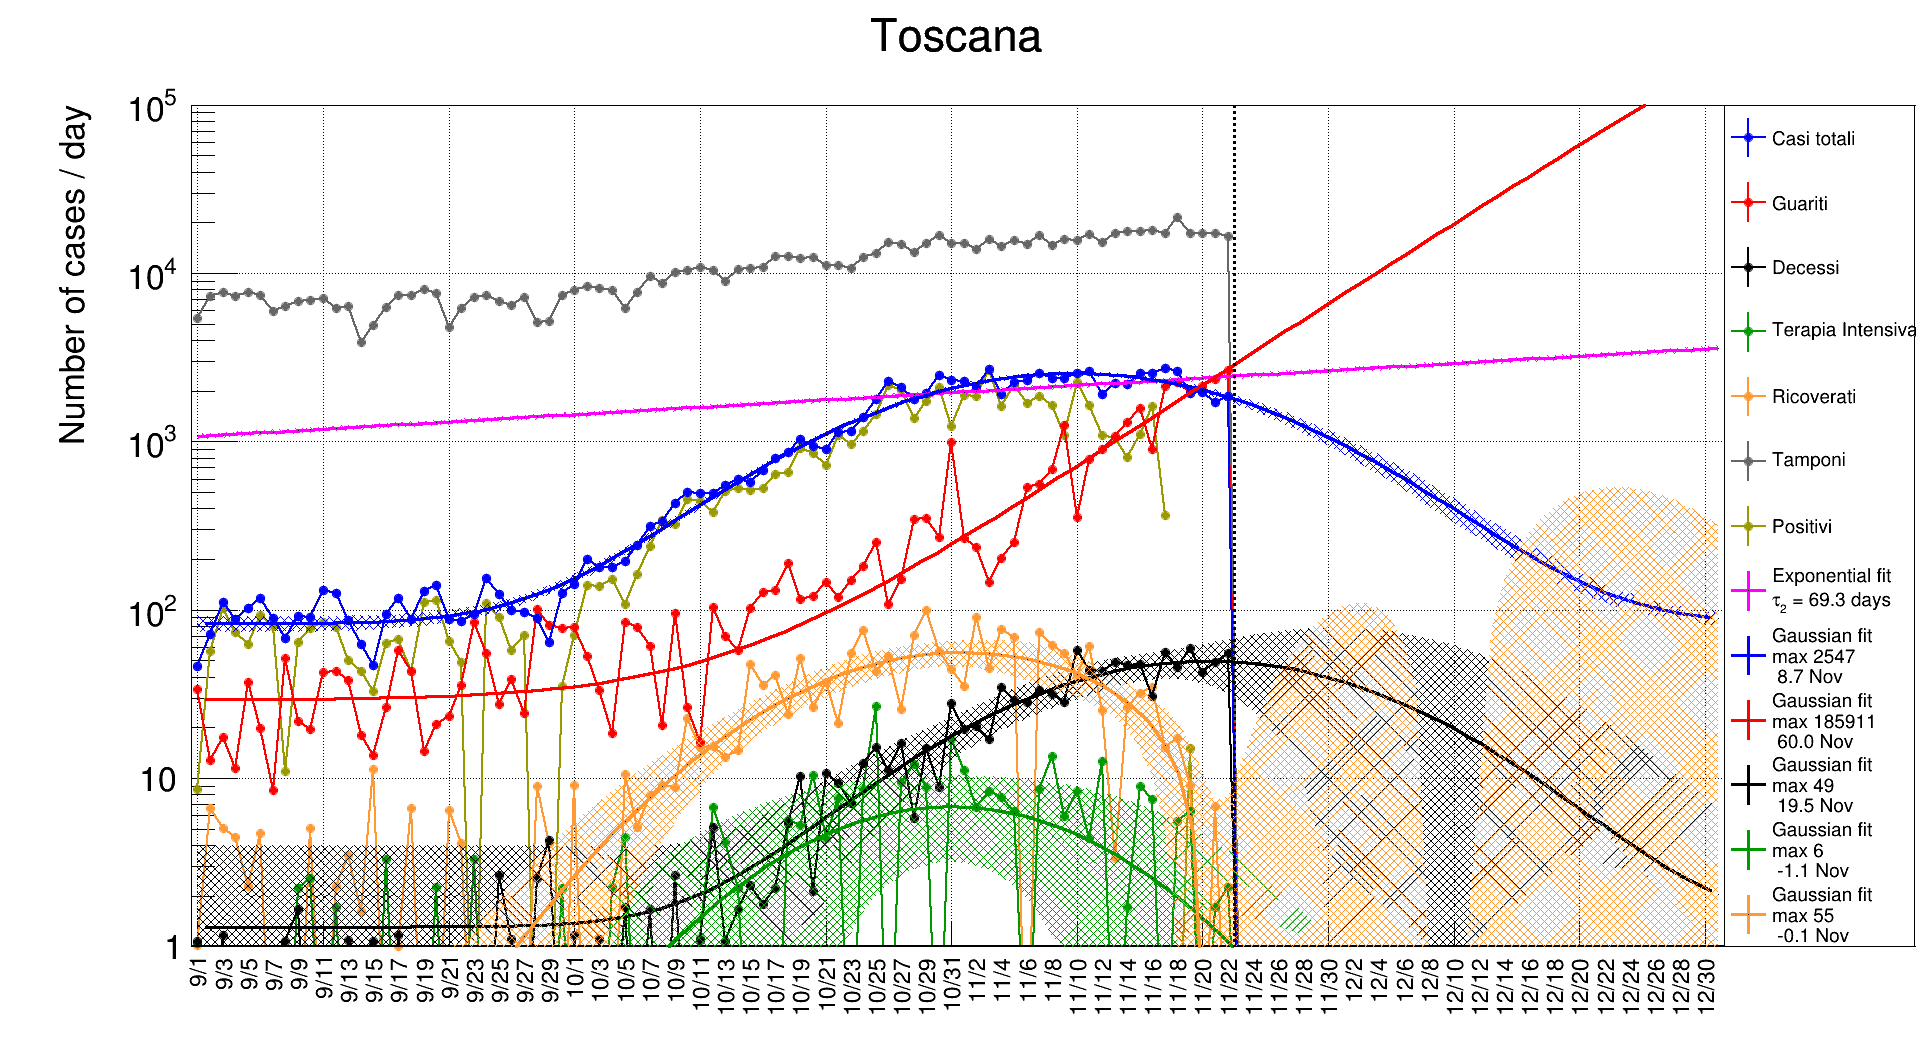 Toscana
Number of cases / day
10^5
10^4
10^3
10^2
10
1
9/1
9/3
9/5
9/7
9/9
9/11
9/13
9/15
9/17
9/19
9/21
9/23
9/25
9/27
9/29
10/1
10/3
10/5
10/7
10/9
10/11
10/13
10/15
10/17
10/19
10/21
10/23
10/25
10/27
10/29
10/31
11/2
11/4
11/6
11/8
11/10
11/12
11/14
11/16
11/18
11/20
11/22
11/24
11/26
11/28
11/30
12/2
12/4
12/6
12/8
12/10
12/12
12/14
12/16
12/18
12/20
12/22
12/24
12/26
12/28
12/30
Casi totali
Guariti
Decessi
Terapia Intensiva
Ricoverati
Tamponi
Positivi
Exponential fit
τ2 = 69.3 days
Gaussian fit
max 2547
8.7 Nov
Gaussian fit
max 185911
60.0 Nov
Gaussian fit
max 49
19.5 Nov
Gaussian fit
max 6
-1.1 Nov
Gaussian fit
max 55
-0.1 Nov